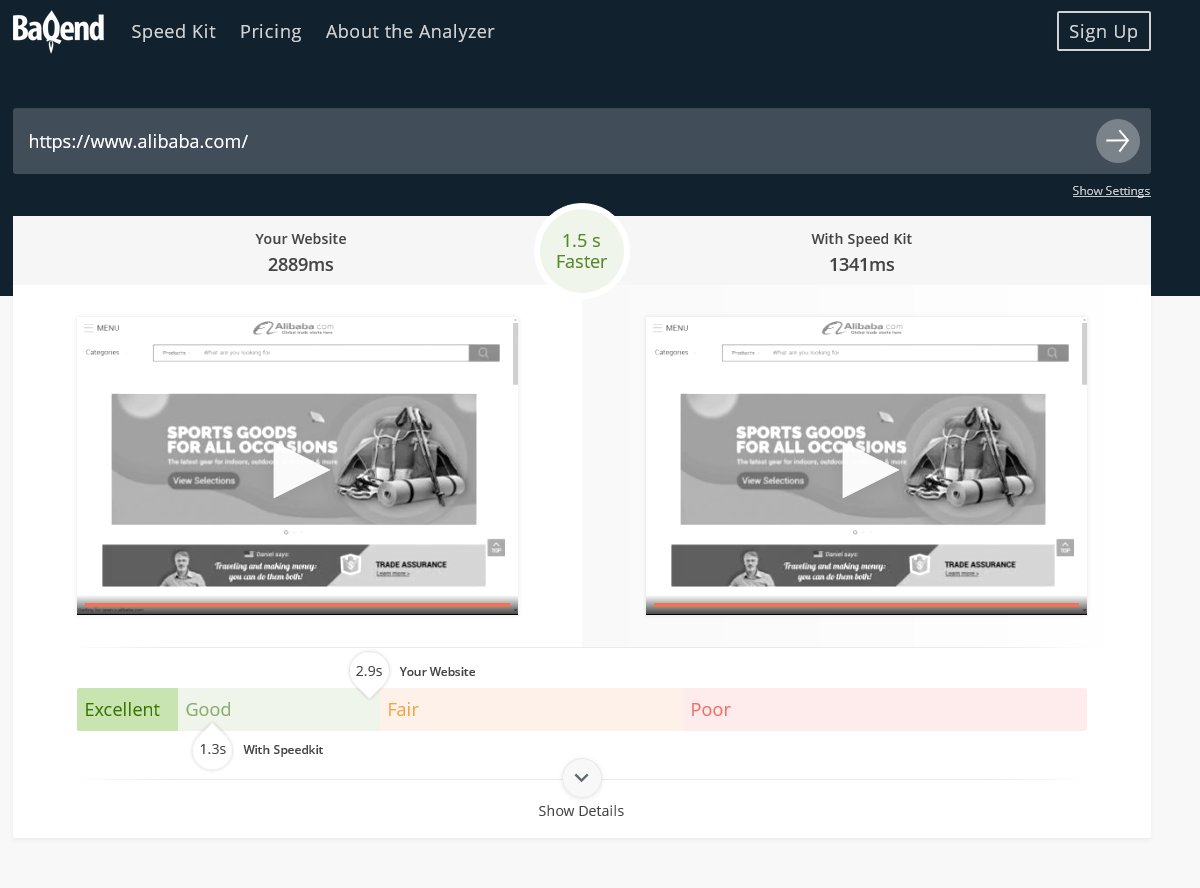 BaQend
Speed Kit
Pricing
About the Analyzer
Sign Up
https://www.alibaba.com/
Show Settings
Your Website
2889ms
1.5 s
Faster
With Speed Kit
1341ms
MENU
Alibaba.com
Global trade starts here.
Categories
Products
What are you looking for
SPORTS GOODS
FOR ALL OCCASIONS
The latest gear for indoors, outdoors & more
View Selections
TOP
Daniel says:
Traveling and making money:
you can do them both!
TRADE ASSURANCE
Learn more >
MENU
Alibaba.com
Global trade starts here.
Categories
Products
What are you looking for
SPORTS GOODS
FOR ALL OCCASIONS
The latest gear for indoors, outdoors & more
View Selections
TOP
Daniel says:
Traveling and making money:
you can do them both!
TRADE ASSURANCE
Learn more >
2.9s
Your Website
Excellent
Good
Fair
Poor
1.3s
With Speedkit
Show Details